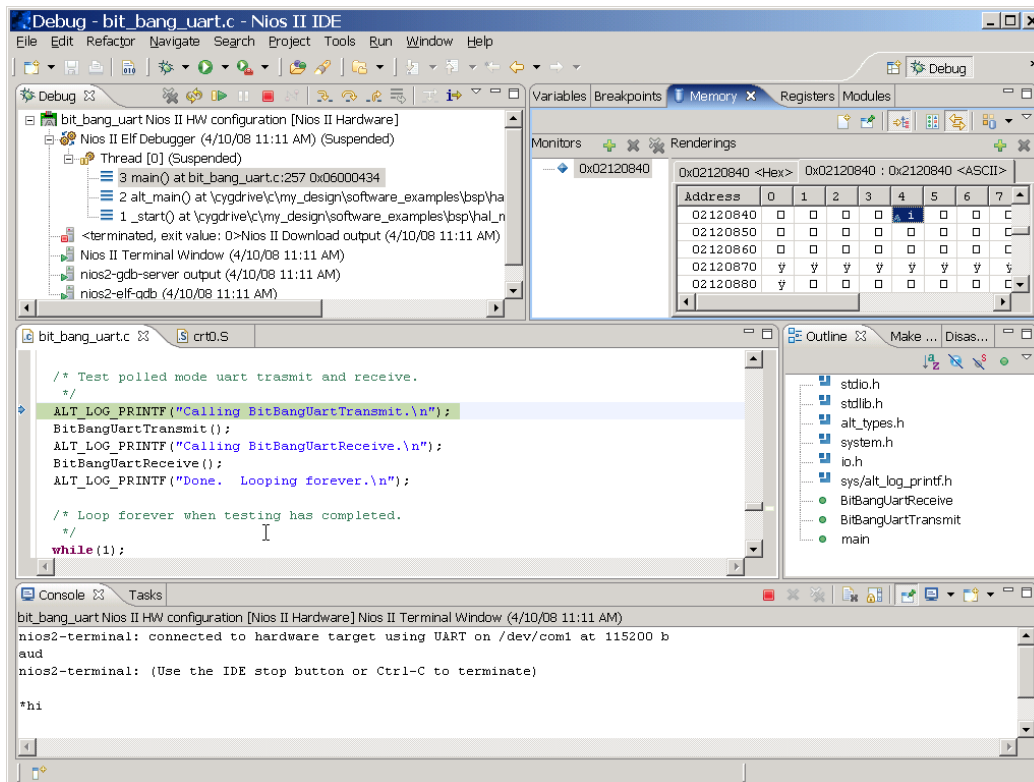 Debug - bit_bang_uart.c - Nios II IDE
File Edit Refactor Navigate Search Project Tools Run Window Help
Debug
Debug
bit_bang_uart Nios II HW configuration [Nios II Hardware]
Nios II Elf Debugger (4/10/08 11:11 AM) (Suspended)
Thread [0] (Suspended)
3 main() at bit_bang_uart.c:257 0x06000434
2 alt_main() at \cygdrive\c\my_design\software_examples\bsp\ha
1 _start() at \cygdrive\c\my_design\software_examples\bsp\hal_n
<terminated, exit value: 0>Nios II Download output (4/10/08 11:11 AM)
Nios II Terminal Window (4/10/08 11:11 AM)
nios2-gdb-server output (4/10/08 11:11 AM)
nios2-elf-gdb (4/10/08 11:11 AM)
Variables Breakpoints Memory Registers Modules
Monitors
0x02120840
Renderings
0x02120840 <Hex> 0x02120840 : 0x2120840 <ASCII>
Address 0 1 2 3 4 5 6 7
02120840 □ □ □ □ i □ □
02120850 □ □ □ □ □ □ □
02120860 □ □ □ □ □ □ □
02120870 ÿ ÿ ÿ ÿ ÿ ÿ ÿ
02120880 ÿ □ □ □ □ □ □
bit_bang_uart.c crt0.S
/* Test polled mode uart trasmit and receive.
*/
ALT_LOG_PRINTF("Calling BitBangUartTransmit.\n");
BitBangUartTransmit();
ALT_LOG_PRINTF("Calling BitBangUartReceive.\n");
BitBangUartReceive();
ALT_LOG_PRINTF("Done.  Looping forever.\n");
/* Loop forever when testing has completed.
*/
while(1);
Outline Make ... Disas...
stdio.h
stdlib.h
alt_types.h
system.h
io.h
sys/alt_log_printf.h
BitBangUartReceive
BitBangUartTransmit
main
Console Tasks
bit_bang_uart Nios II HW configuration [Nios II Hardware] Nios II Terminal Window (4/10/08 11:11 AM)
nios2-terminal: connected to hardware target using UART on /dev/com1 at 115200 b
aud
nios2-terminal: (Use the IDE stop button or Ctrl-C to terminate)
*hi